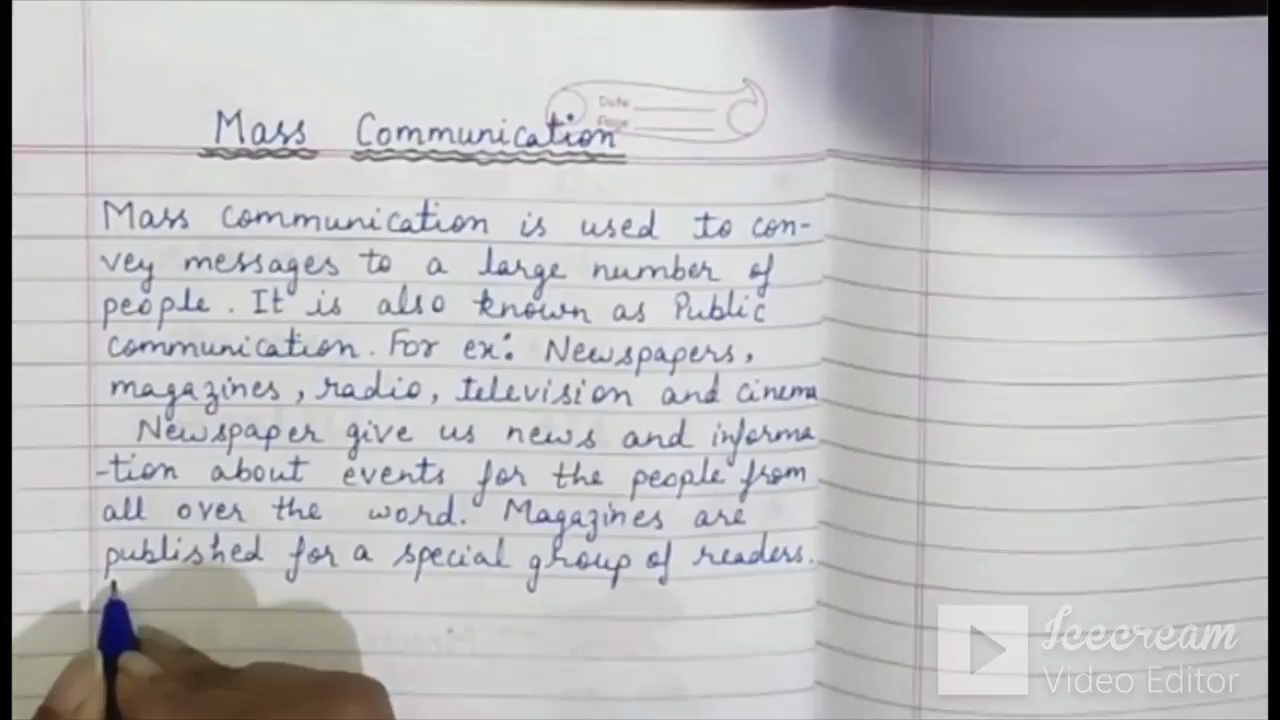 Date
Page
Mass Communication
Mass communication is used to con-
vey messages to a large number of
people. It is also known as Public
communication. For ex: Newspapers,
magazines, radio, television and cinema
Newspaper give us news and informa
-tion about events for the people from
all over the word. Magazines are
published for a special group of readers.
Icecream
Video Editor